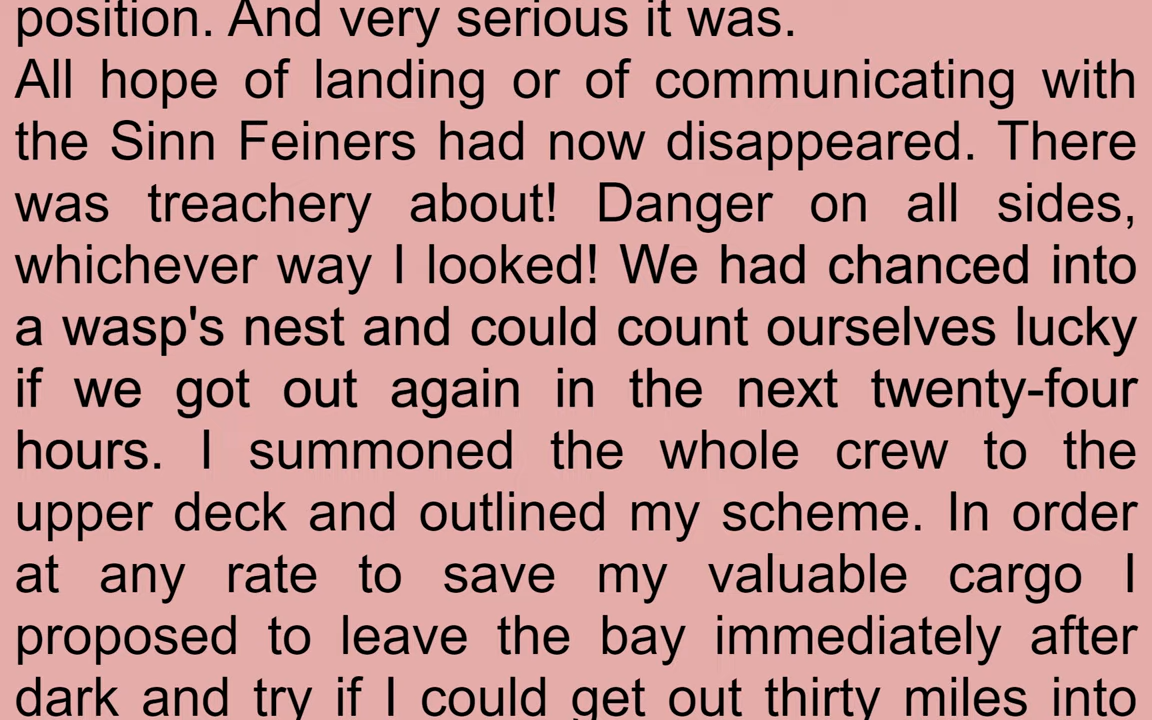 position. And very serious it was.
All hope of landing or of communicating with
the Sinn Feiners had now disappeared. There
was treachery about! Danger on all sides,
whichever way I looked! We had chanced into
a wasp's nest and could count ourselves lucky
if we got out again in the next twenty-four
hours. I summoned the whole crew to the
upper deck and outlined my scheme. In order
at any rate to save my valuable cargo I
proposed to leave the bay immediately after
dark and try if I could get out thirty miles into